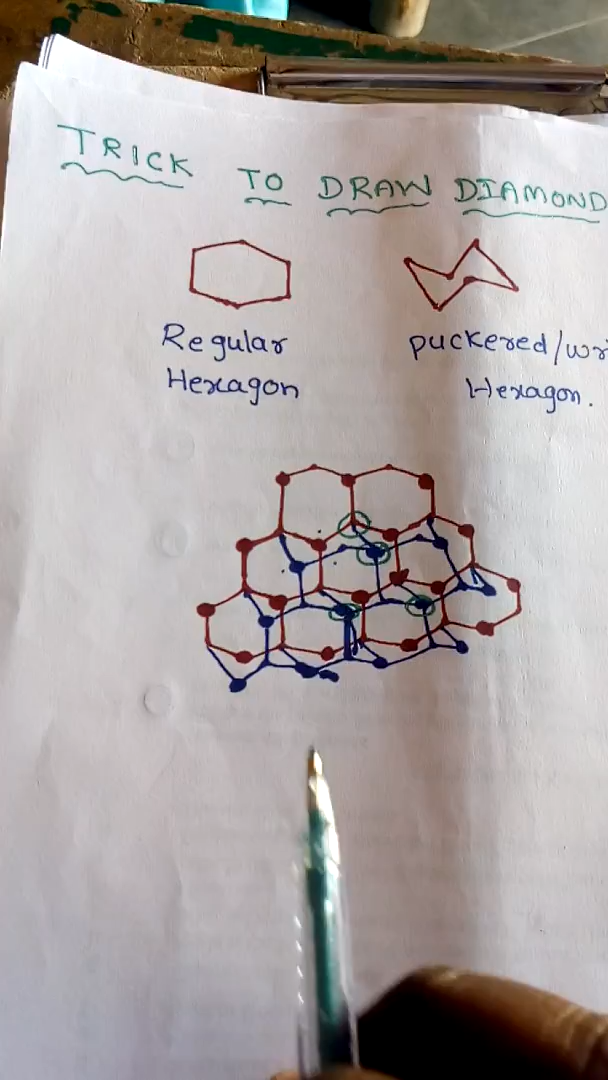 TRICK TO DRAW DIAMOND
Regular
Hexagon
puckered/
Hexagon.